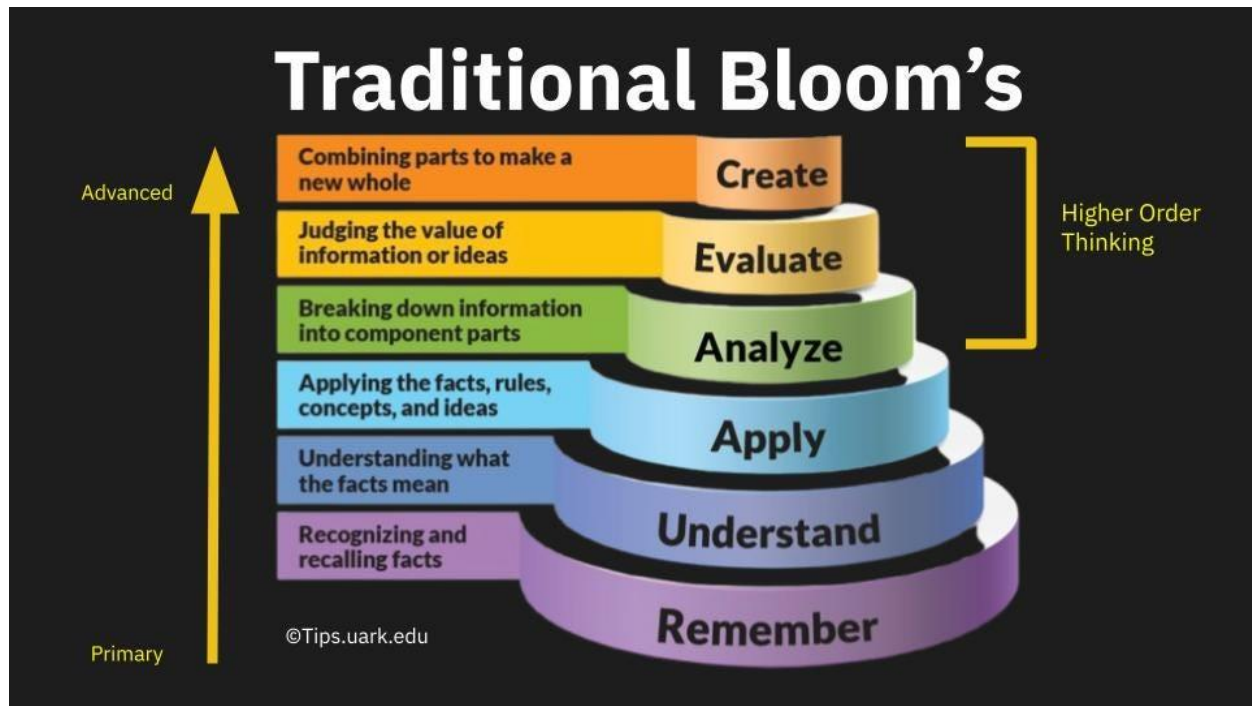 Traditional Bloom's
Advanced
Combining parts to make a
new whole
Create
Judging the value of
information or ideas
Evaluate
Higher Order
Thinking
Breaking down information
into component parts
Analyze
Applying the facts, rules,
concepts, and ideas
Apply
Understanding what
the facts mean
Understand
Recognizing and
recalling facts
Remember
©Tips.uark.edu
Primary